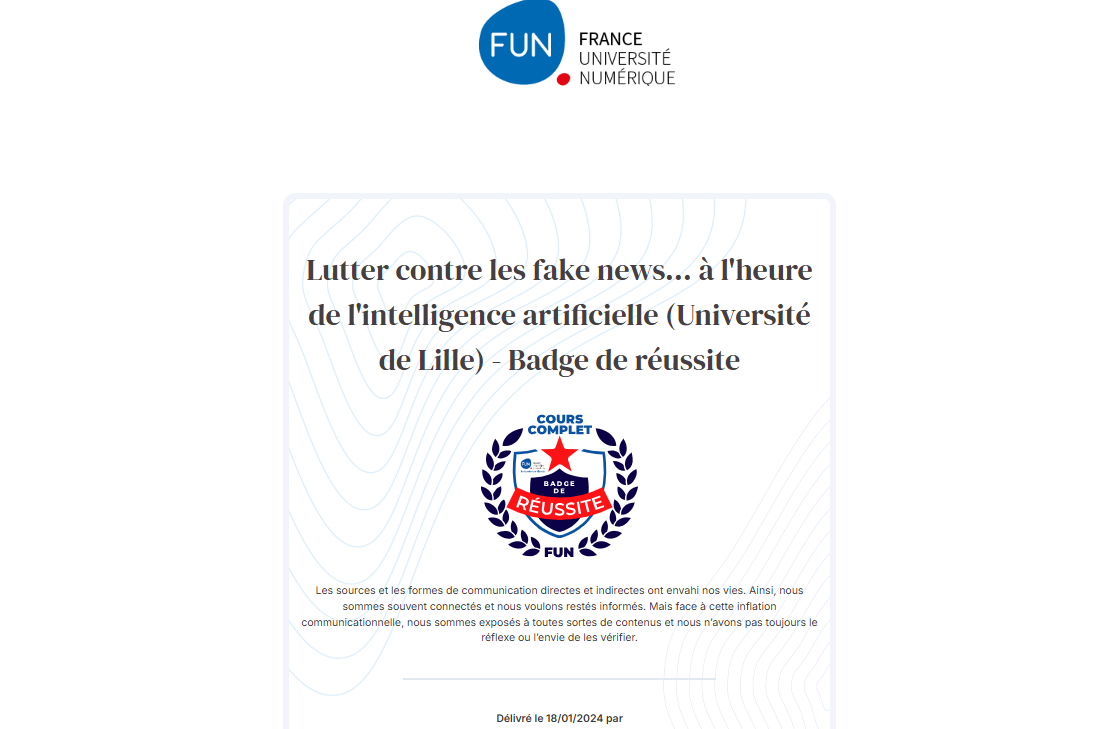 FUN
FRANCE
UNIVERSITÉ
NUMÉRIQUE
Lutter contre les fake news... à l'heure
de l'intelligence artificielle (Université
de Lille) - Badge de réussite
COURS
COMPLET
FUN
BADGE
DE
RÉUSSITE
FUN
Les sources et les formes de communication directes et indirectes ont envahi nos vies. Ainsi, nous
sommes souvent connectés et nous voulons restés informés. Mais face à cette inflation
communicationnelle, nous sommes exposés à toutes sortes de contenus et nous n’avons pas toujours le
réflexe ou l’envie de les vérifier.
Délivré le 18/01/2024 par